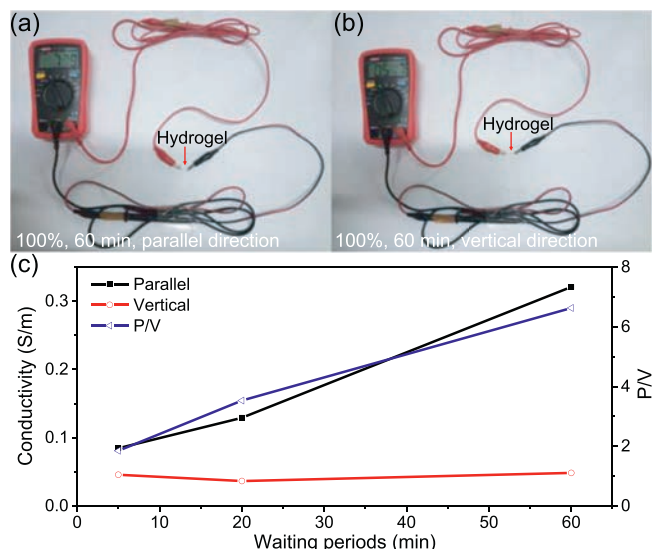 (a)
(b)
Hydrogel
Hydrogel
100%, 60 min, parallel direction
100%, 60 min, vertical direction
(c)
Parallel
Vertical
P/V
Conductivity (S/m)
0.3
0.2
0.1
0.0
8
6
4
2
0
P/V
0 10 20 30 40 50 60
Waiting periods (min)